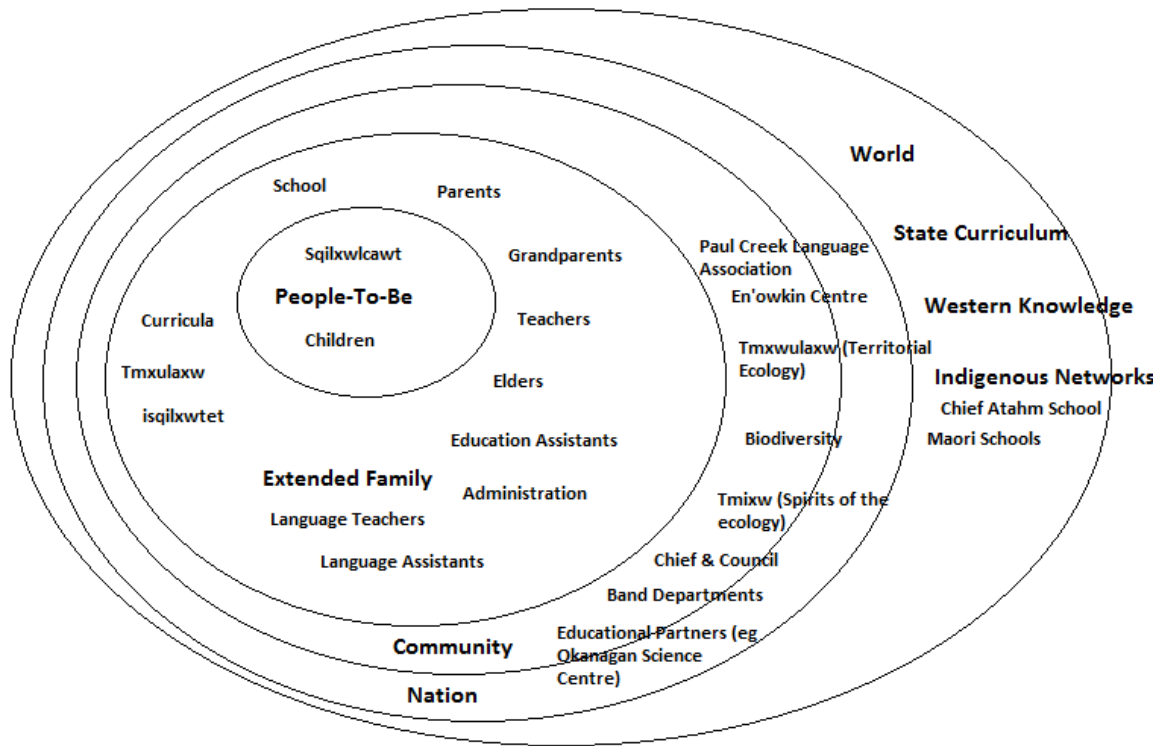 World
School
Parents
State Curriculum
Sqilxwlcawt
Grandparents
Paul Creek Language
Association
People-To-Be
En'owkin Centre
Western Knowledge
Curricula
Teachers
Children
Tmxwulaxw (Territorial
Ecology)
Tmxulaxw
Elders
Indigenous Networks
isqilxwtet
Chief Atahm School
Education Assistants
Biodiversity
Maori Schools
Extended Family
Administration
Tmixw (Spirits of the
ecology)
Language Teachers
Language Assistants
Chief & Council
Band Departments
Community
Educational Partners (eg
Okanagan Science
Centre)
Nation